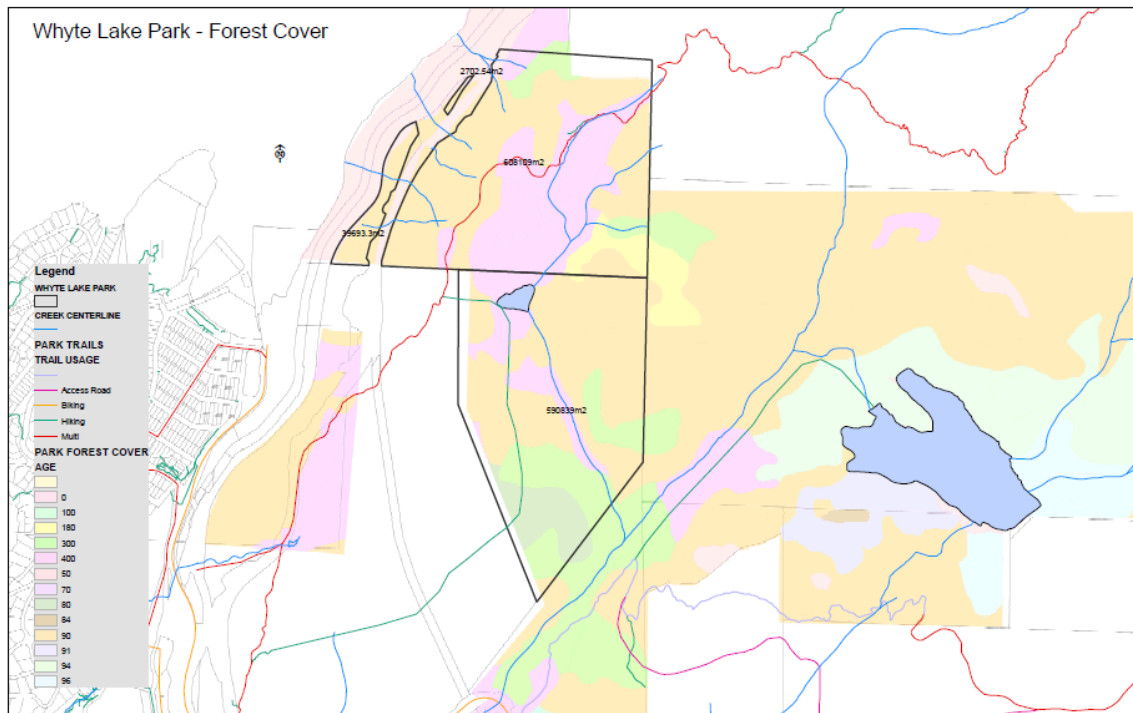 Whyte Lake Park - Forest Cover
2702.54m2
608109m2
39693.3m2
590839m2
Legend
WHYTE LAKE PARK
CREEK CENTERLINE
PARK TRAILS
TRAIL USAGE
Access Road
Biking
Hiking
Multi
PARK FOREST COVER
AGE
0
100
180
300
400
50
70
80
84
90
91
94
96